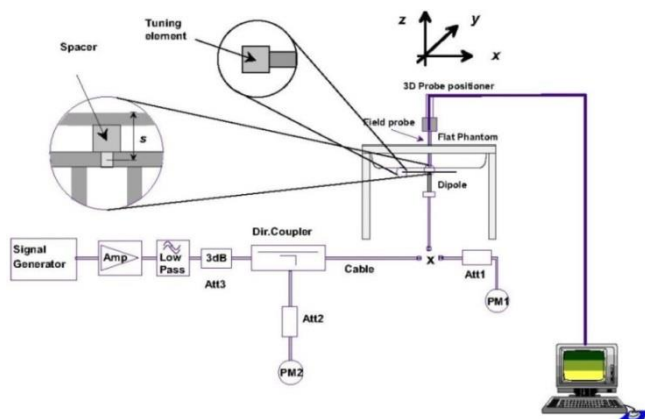 Tuning
element
Spacer
s
z
y
x
3D Probe positioner
Field probe
Flat Phantom
Dipole
Signal
Generator
Amp
Low
Pass
3dB
Att3
Dir.Coupler
Cable
x
Att1
PM1
Att2
PM2